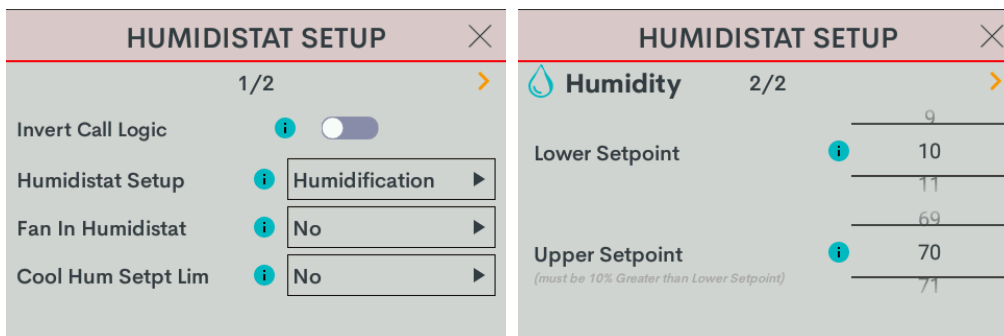 HUMIDISTAT SETUP
1/2
Invert Call Logic
Humidistat Setup Humidification
Fan In Humidistat No
Cool Hum Setpt Lim No
HUMIDISTAT SETUP
Humidity 2/2
9
Lower Setpoint 10
11
69
Upper Setpoint 70
(must be 10% Greater than Lower Setpoint)
71